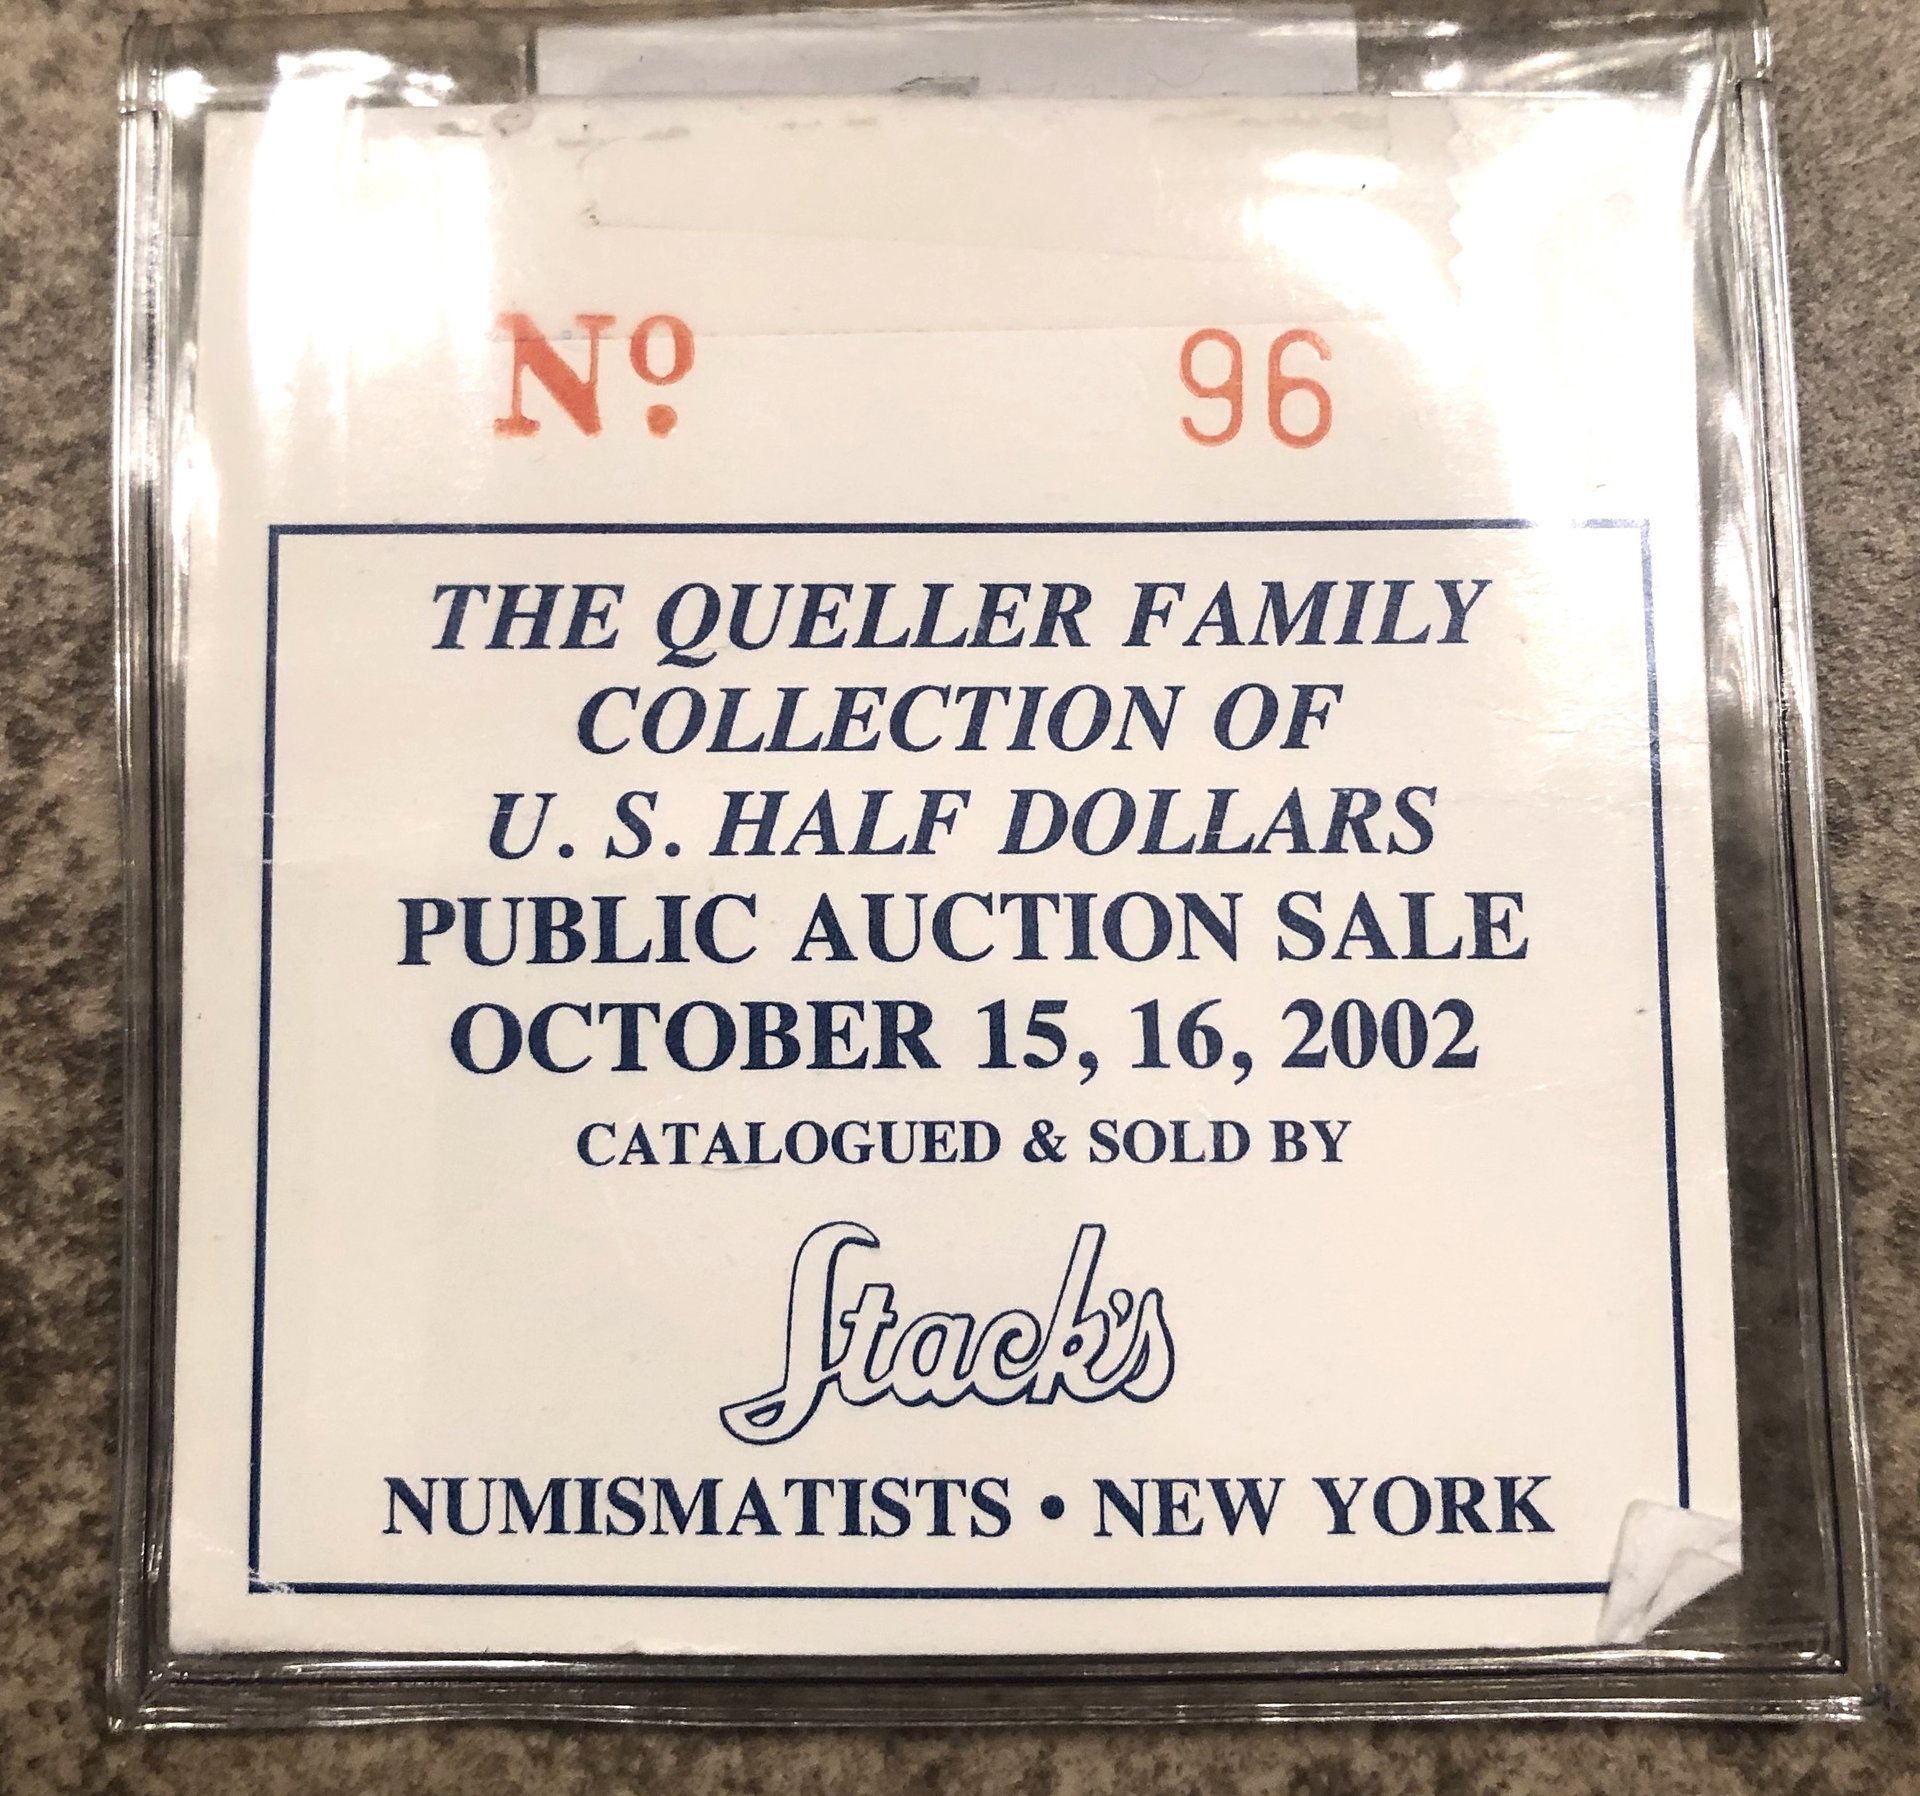 Nº 96
THE QUELLER FAMILY
COLLECTION OF
U. S. HALF DOLLARS
PUBLIC AUCTION SALE
OCTOBER 15, 16, 2002
CATALOGUED & SOLD BY
Stack's
NUMISMATISTS • NEW YORK